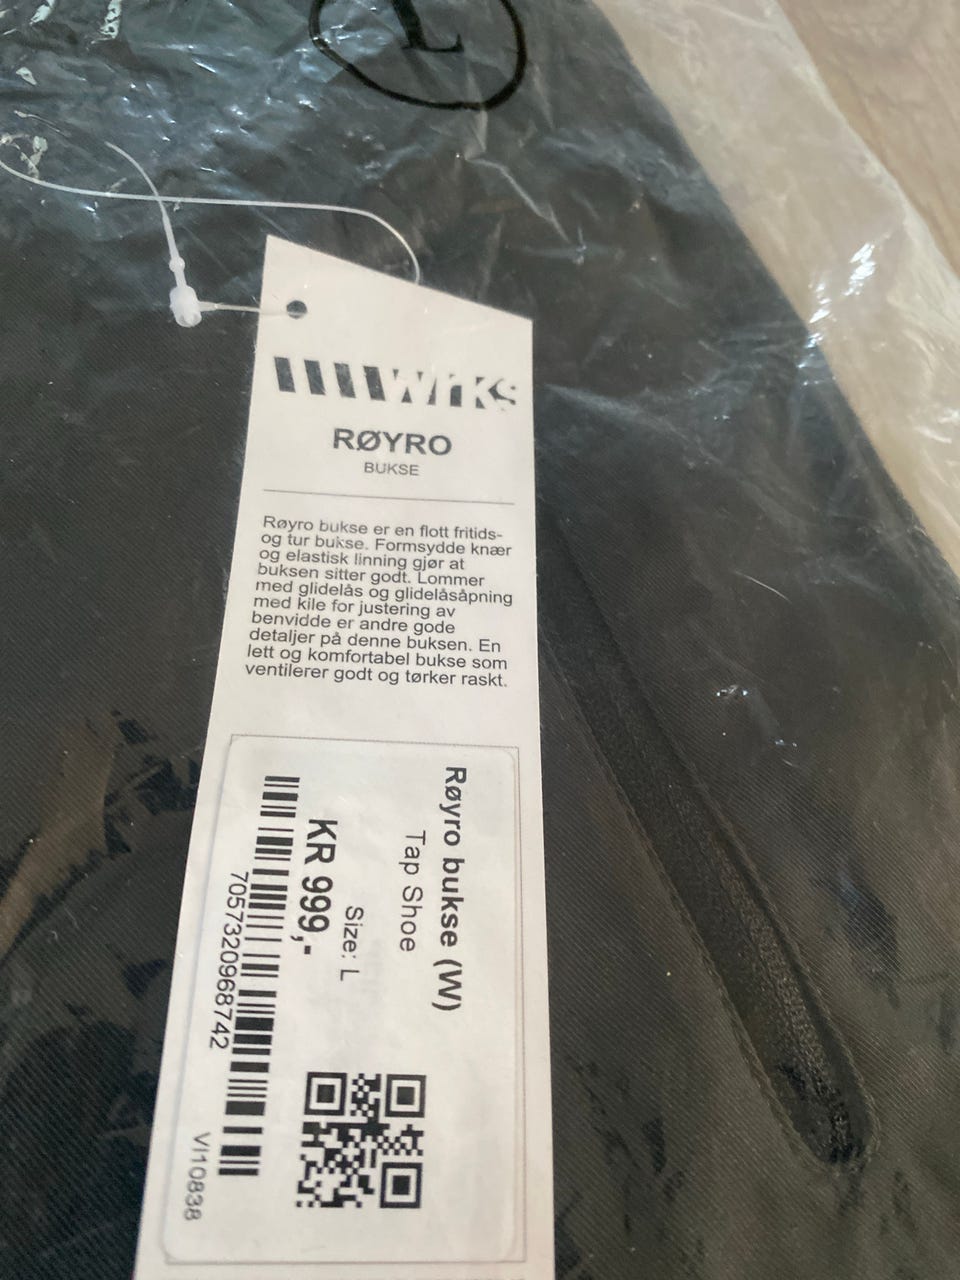 L
wrks
RØYRO
BUKSE
Røyro bukse er en flott fritids-
og tur bukse. Formsydde knær
og elastisk linning gjør at
buksen sitter godt. Lommer
med glidelås og glidelåsåpning
med kile for justering av
benvidde er andre gode
detaljer på denne buksen. En
lett og komfortabel bukse som
ventilerer godt og tørker raskt.
Røyro bukse (W)
Tap Shoe
Size: L
KR 999,-
7057320968742
VI10838